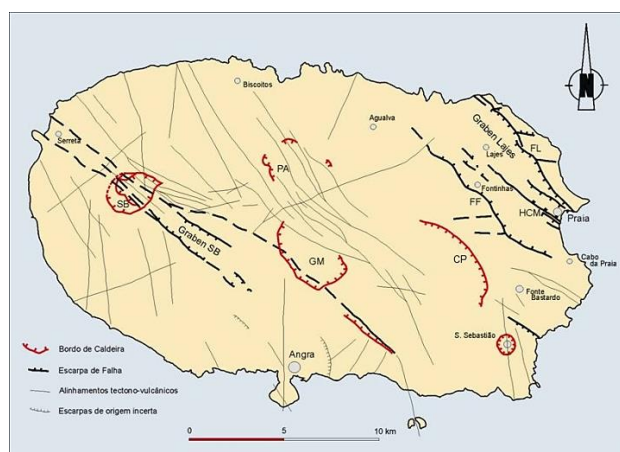 N
Biscoitos
Agualva
Graben Lajes
FL
Serreta
Lajes
PA
Fontinhas
SB
FF
HCM
Praia
Graben SB
GM
CP
Cabo
da Praia
Fonte
Bastardo
S. Sebastião
Angra
Bordo de Caldeira
Escarpa de Falha
Alinhamentos tectono-vulcânicos
Escarpas de origem incerta
0
5
10 km